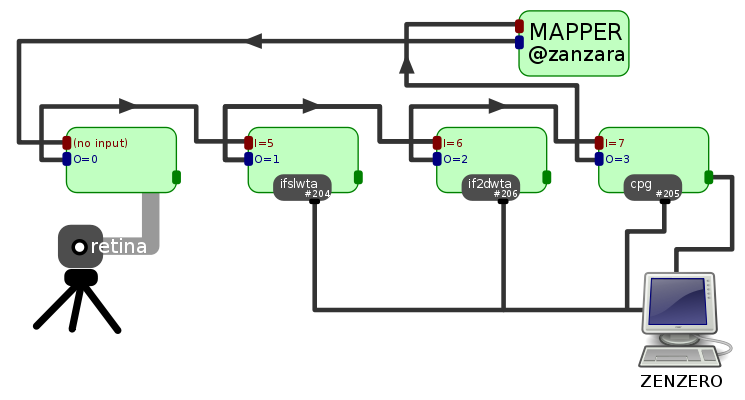 MAPPER
@zanzara
(no input)
O=0
I=5
O=1
ifslwta
#204
I=6
O=2
if2dwta
#206
I=7
O=3
cpg
#205
retina
ZENZERO